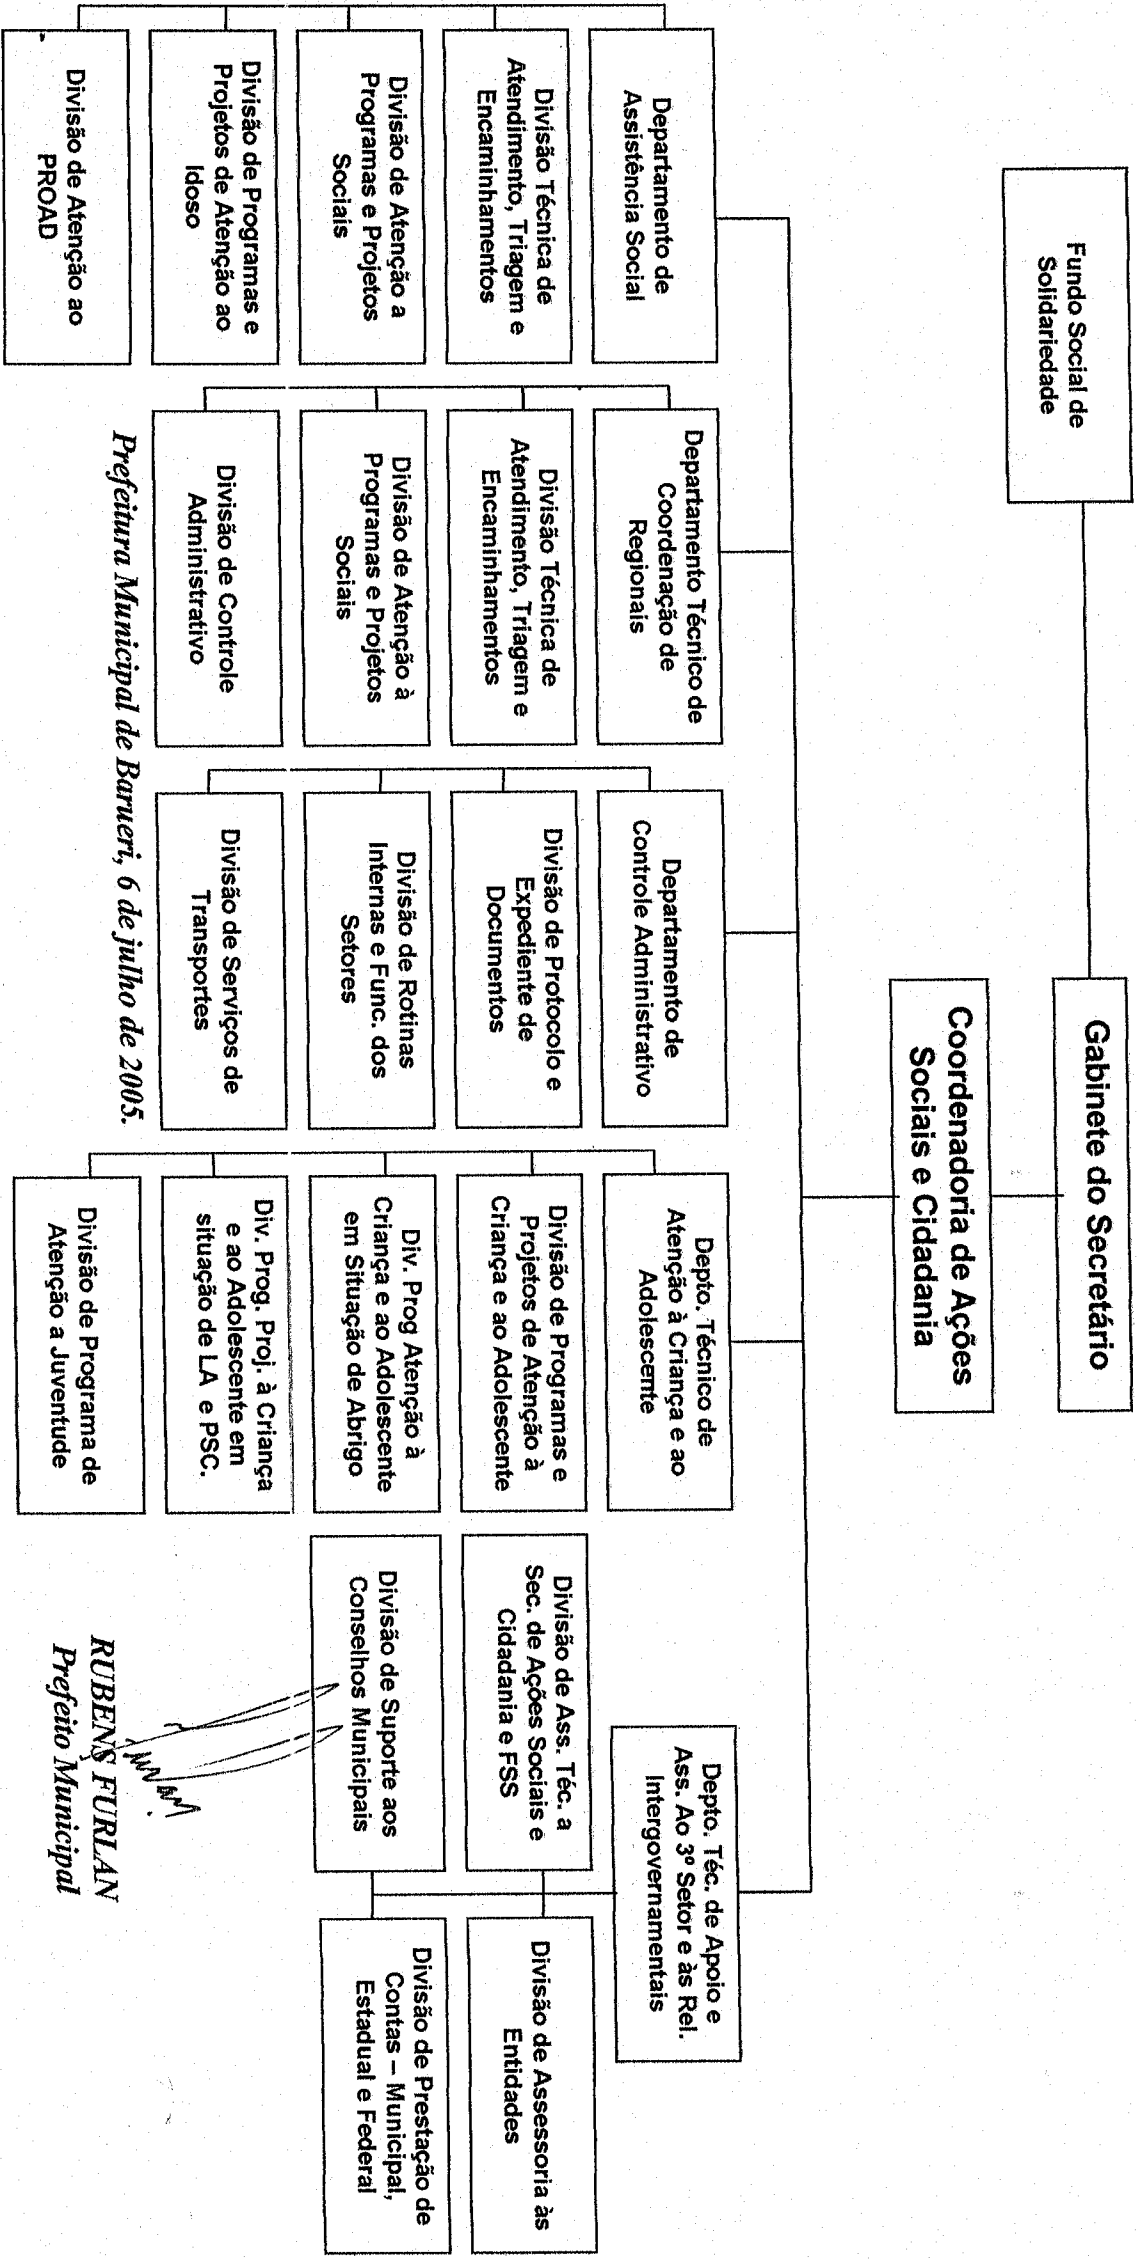 Gabinete do Secretário
Fundo Social de
Solidariedade
Coordenadoria de Ações
Sociais e Cidadania
Departamento de
Assistência Social
Divisão Técnica de
Atendimento, Triagem e
Encaminhamentos
Divisão de Atenção a
Programas e Projetos
Sociais
Divisão de Programas e
Projetos de Atenção ao
Idoso
Divisão de Atenção ao
PROAD
Departamento Técnico de
Coordenação de
Regionais
Divisão Técnica de
Atendimento, Triagem e
Encaminhamentos
Divisão de Atenção à
Programas e Projetos
Sociais
Divisão de Controle
Administrativo
Departamento de
Controle Administrativo
Divisão de Protocolo e
Expediente de
Documentos
Divisão de Rotinas
Internas e Func. dos
Setores
Divisão de Serviços de
Transportes
Depto. Técnico de
Atenção à Criança e ao
Adolescente
Divisão de Programas e
Projetos de Atenção à
Criança e ao Adolescente
Div. Prog Atenção à
Criança e ao Adolescente
em Situação de Abrigo
Div. Prog. Proj. à Criança
e ao Adolescente em
situação de LA e PSC.
Divisão de Programa de
Atenção a Juventude
Depto. Téc. de Apoio e
Ass. Ao 3º Setor e às Rel.
Intergovernamentais
Divisão de Ass. Téc. a
Sec. de Ações Sociais e
Cidadania e FSS
Divisão de Suporte aos
Conselhos Municipais
Divisão de Assessoria às
Entidades
Divisão de Prestação de
Contas – Municipal,
Estadual e Federal
Prefeitura Municipal de Barueri, 6 de julho de 2005.
RUBENS FURLAN
Prefeito Municipal